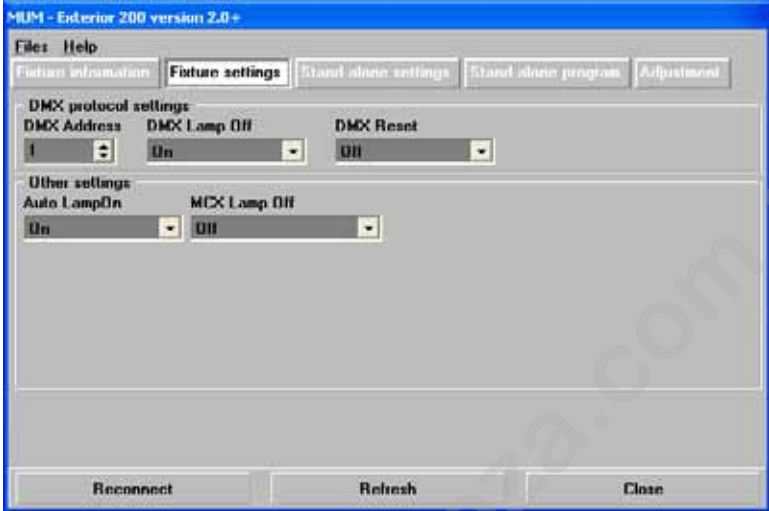 MUM - Exterior 200 version 2.0+
Files Help
Fixture information Fixture settings Stand alone settings Stand alone program Adjustment
DMX protocol settings
DMX Address DMX Lamp Off DMX Reset
1 On Off
Other settings
Auto LampOn MCX Lamp Off
On Off
Reconnect Refresh Close